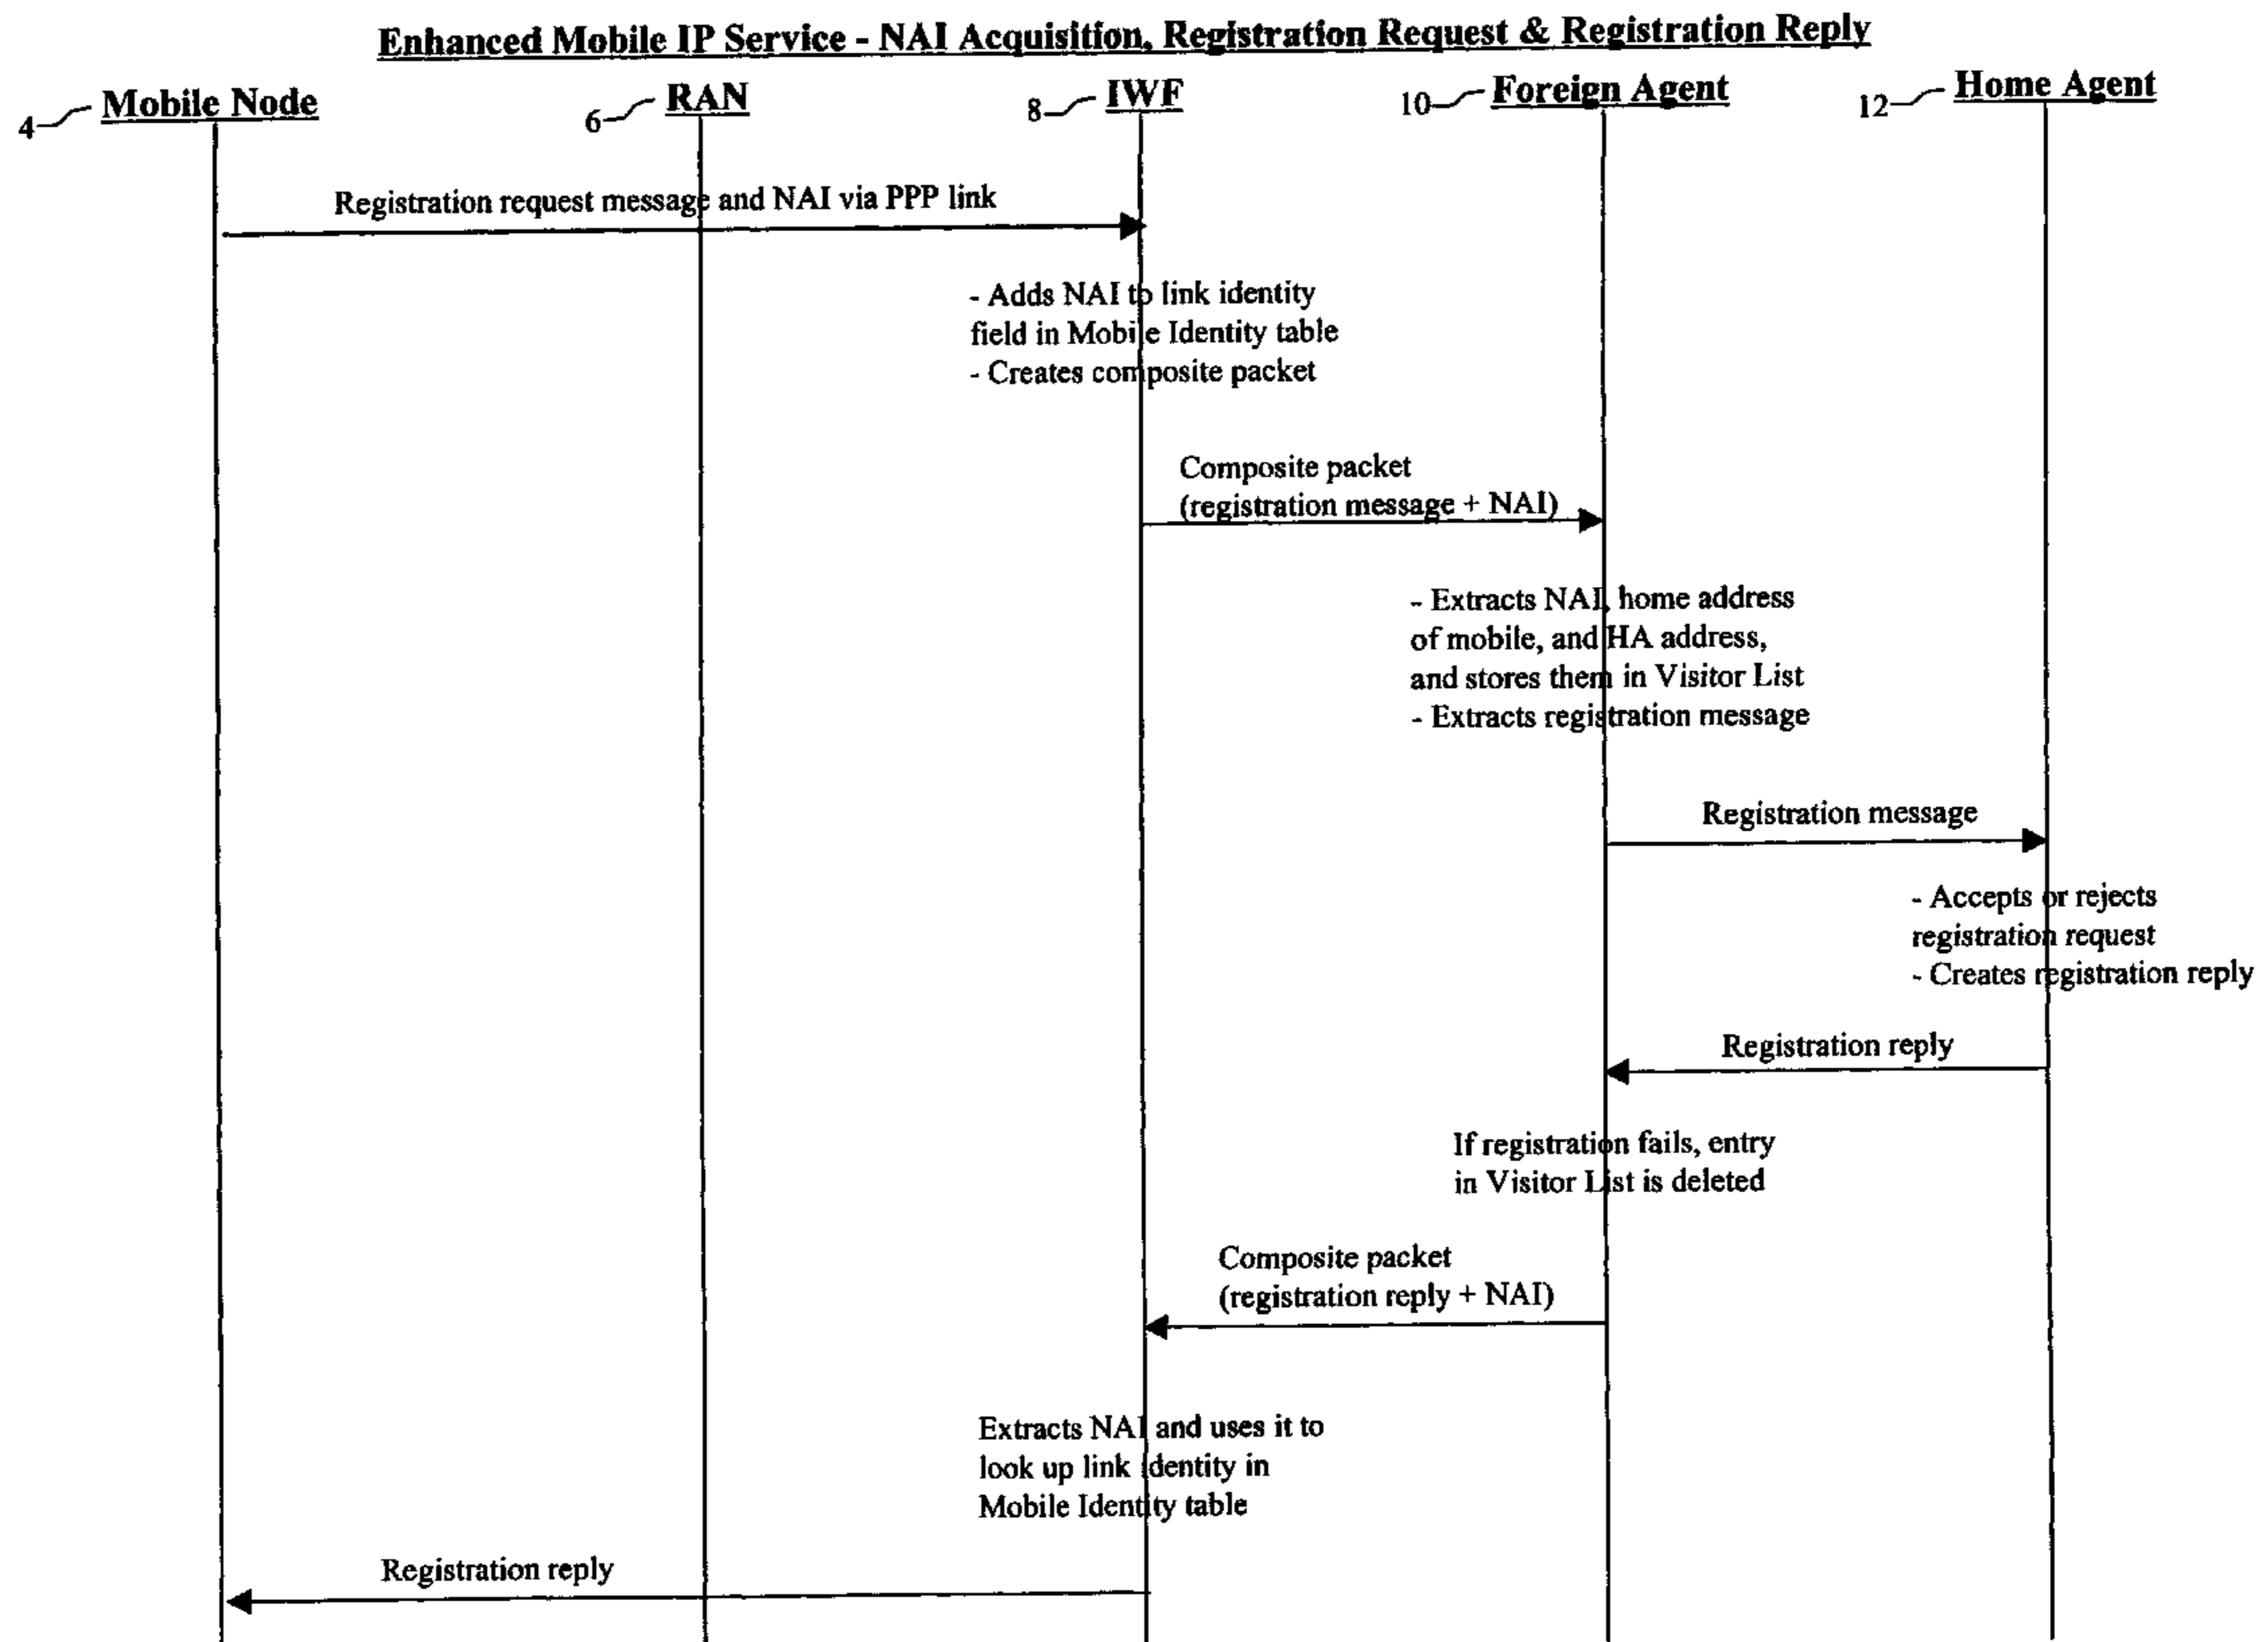 Enhanced Mobile IP Service - NAI Acquisition, Registration Request & Registration Reply
4 Mobile Node
6 RAN
8 IWF
10 Foreign Agent
12 Home Agent
Registration request message and NAI via PPP link
- Adds NAI to link identity
field in Mobile Identity table
- Creates composite packet
Composite packet
(registration message + NAI)
- Extracts NAI, home address
of mobile, and HA address,
and stores them in Visitor List
- Extracts registration message
Registration message
- Accepts or rejects
registration request
- Creates registration reply
Registration reply
If registration fails, entry
in Visitor List is deleted
Composite packet
(registration reply + NAI)
Extracts NAI and uses it to
look up link identity in
Mobile Identity table
Registration reply